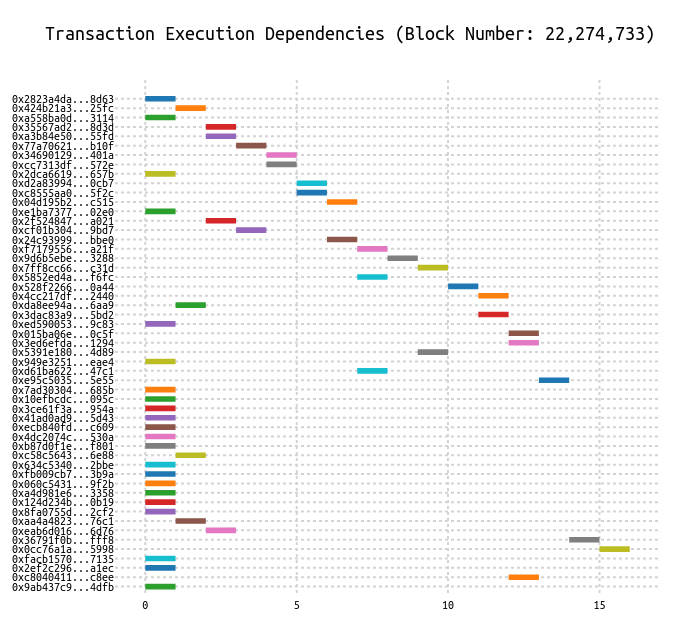 Transaction Execution Dependencies (Block Number: 22,274,733)
0x2823a4da...8d63
0x424b21a3...25fc
0xa558ba0d...3114
0x35567ad2...8d3d
0xa3b84e50...55fd
0x77a70621...b10f
0x34690129...401a
0xcc7313df...572e
0x2dca6619...657b
0xd2a83994...0cb7
0xc8555aa0...5f2c
0x04d195b2...c515
0xe1ba7377...02e0
0x2f524847...a021
0xcf01b304...9bd7
0x24c93999...bbe0
0xf7179556...a21f
0x9d6b5ebe...3288
0x7ff8cc66...c31d
0x5852ed4a...f6fc
0x528f2266...0a44
0x4cc217df...2440
0xda8ee94a...6aa9
0x3dac83a9...5bd2
0xed590053...9c83
0x015ba06e...0c5f
0x3ed6efda...1294
0x5391e180...4d89
0x949e3251...eae4
0xd61ba622...47c1
0xe95c5035...5e55
0x7ad30304...685b
0x10efbcdc...095c
0x3ce61f3a...954a
0x41ad0ad9...5d43
0xecb840fd...c609
0x4dc2074c...530a
0xb87d0f1e...f801
0xc58c5643...6e88
0x634c5340...2bbe
0xfb009cb7...3b9a
0x060c5431...9f2b
0xa4d981e6...3358
0x124d234b...0b19
0x8fa0755d...2cf2
0xaa4a4823...76c1
0xeab6d016...6d76
0x36791f0b...fff8
0x0cc76a1a...5998
0xfacb1570...7135
0x2ef2c296...a1ec
0xc8040411...c8ee
0x9ab437c9...4dfb
0 5 10 15